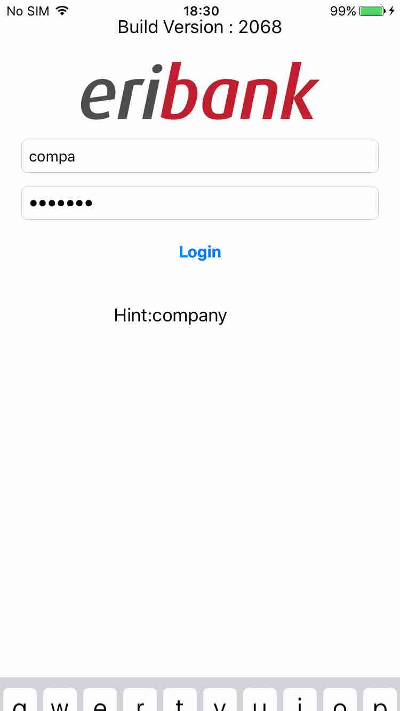 No SIM 18:30 99%
Build Version : 2068
eribank
compa
•••••••
Login
Hint:company
q w e r t y u i o p